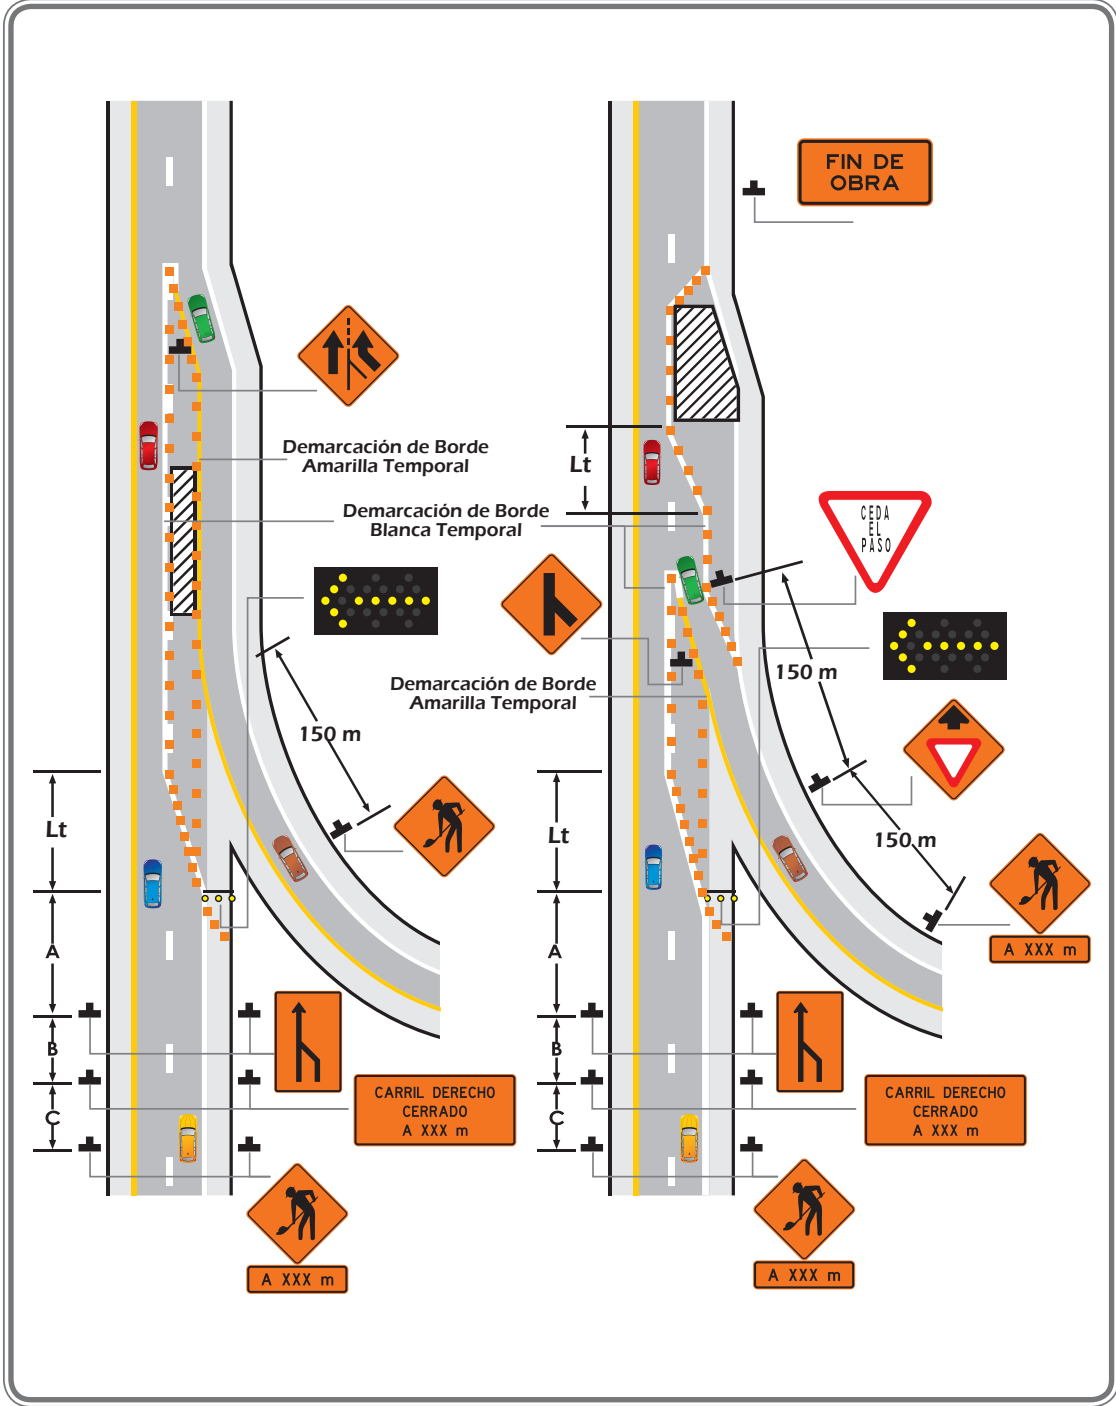 FIN DE
OBRA
Demarcación de Borde
Amarilla Temporal
Lt
Demarcación de Borde
Blanca Temporal
CEDA
EL
PASO
150 m
Demarcación de Borde
Amarilla Temporal
150 m
Lt
Lt
150 m
A XXX m
A
A
B
B
CARRIL DERECHO
CERRADO
A XXX m
CARRIL DERECHO
CERRADO
A XXX m
C
C
A XXX m
A XXX m